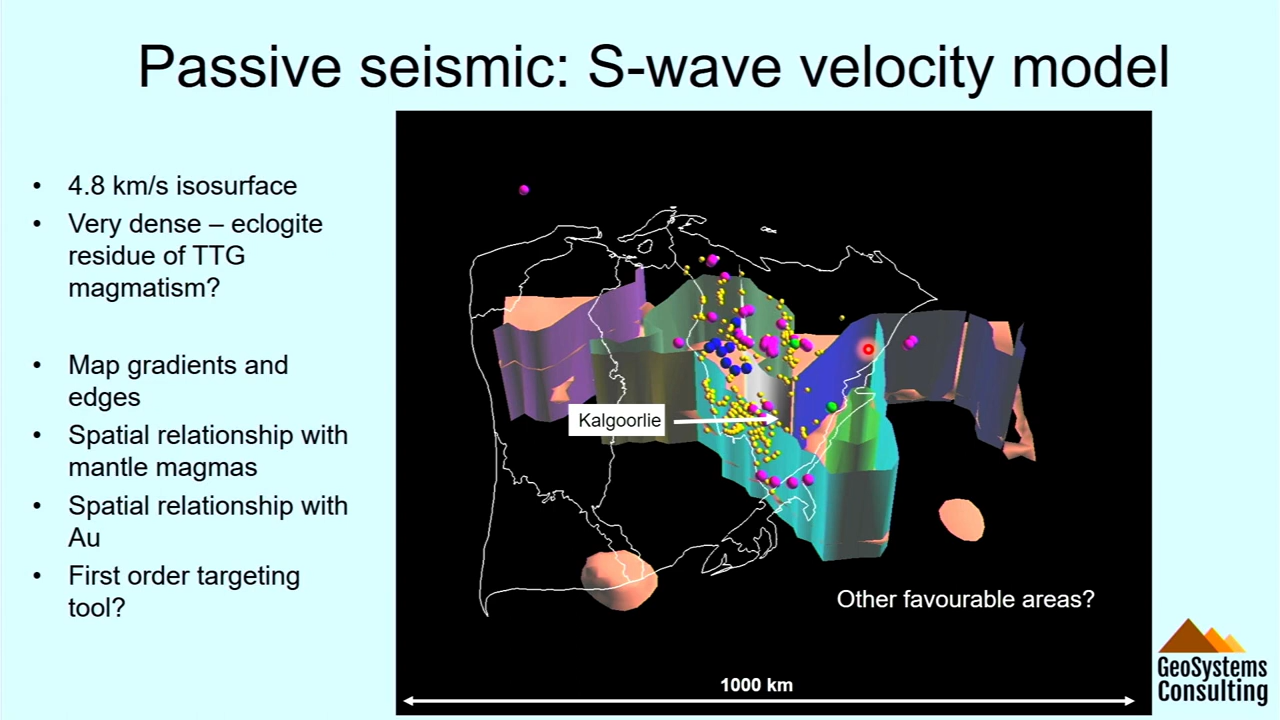 Passive seismic: S-wave velocity model
• 4.8 km/s isosurface
• Very dense – eclogite
residue of TTG
magmatism?
• Map gradients and
edges
• Spatial relationship with
mantle magmas
• Spatial relationship with
Au
• First order targeting
tool?
Kalgoorlie
Other favourable areas?
1000 km
GeoSystems
Consulting